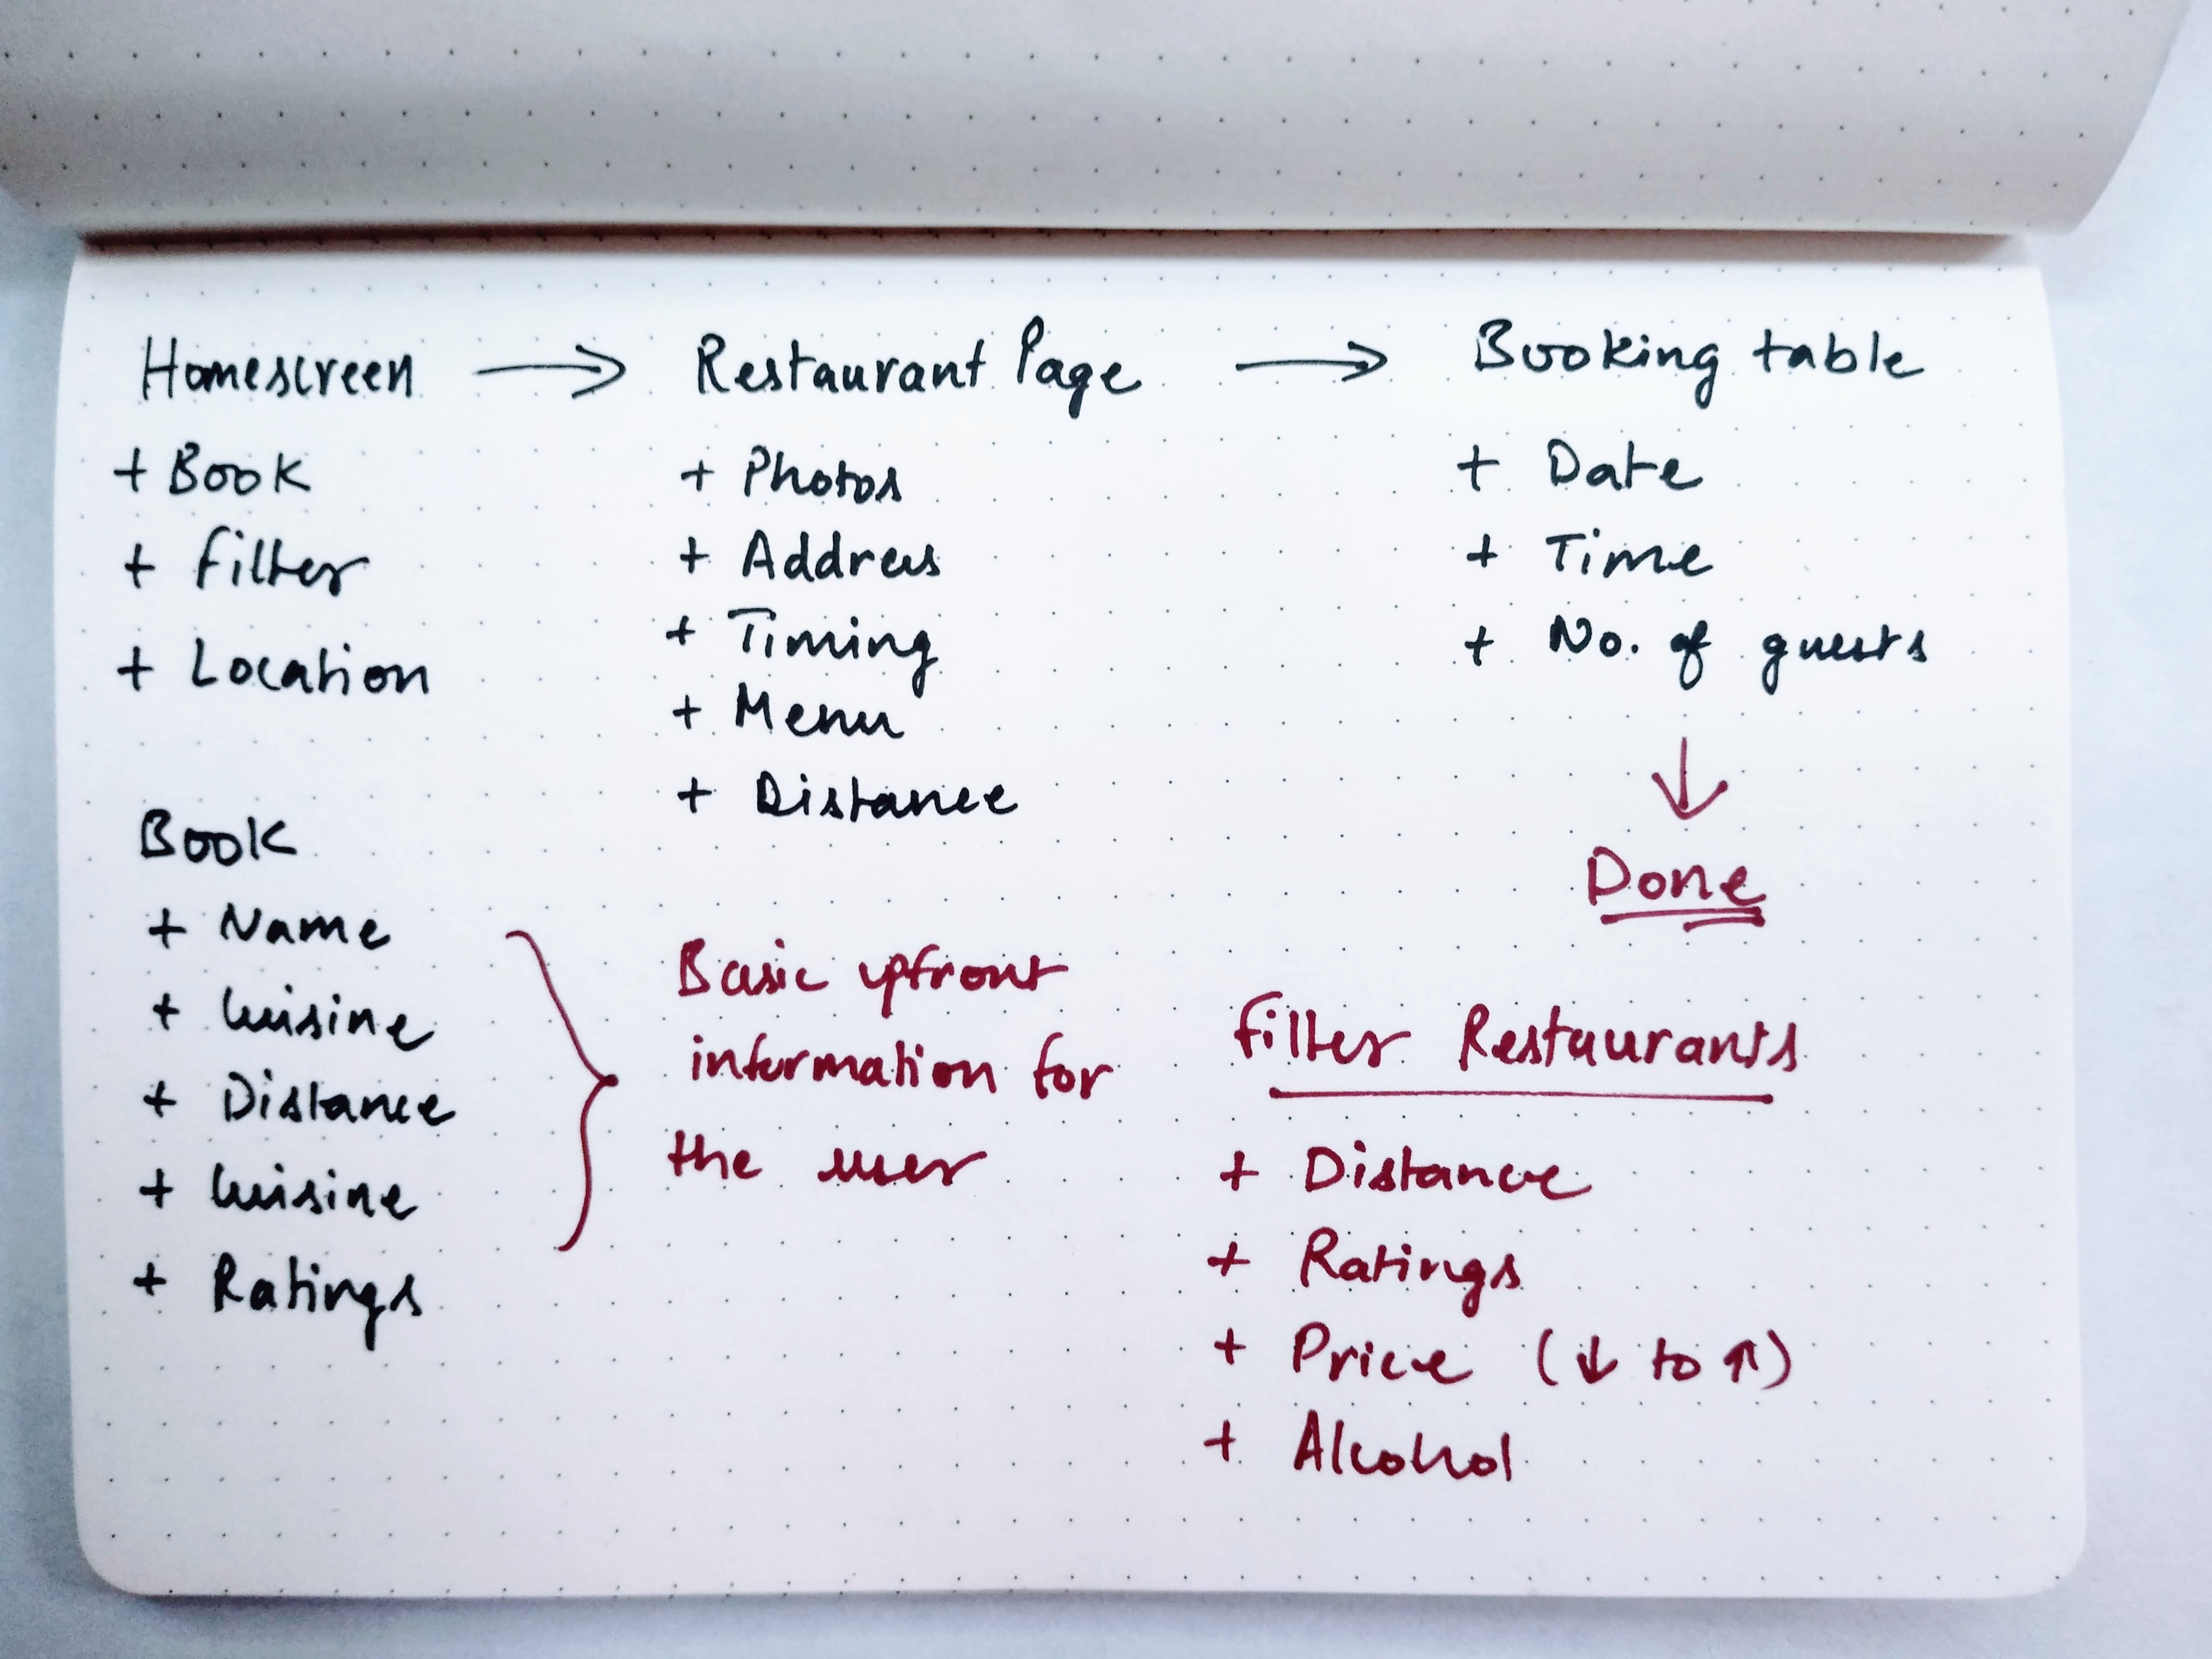 Homescreen → Restaurant Page → Booking table
+ Book
+ Filter
+ Location
+ Photos
+ Address
+ Timing
+ Menu
+ Distance
+ Date
+ Time
+ No. of guests
↓
Done
Book
+ Name
+ Cuisine
+ Distance
+ Cuisine
+ Ratings
Basic upfront
information for
the user
Filter Restaurants
+ Distance
+ Ratings
+ Price (↓ to ↑)
+ Alcohol